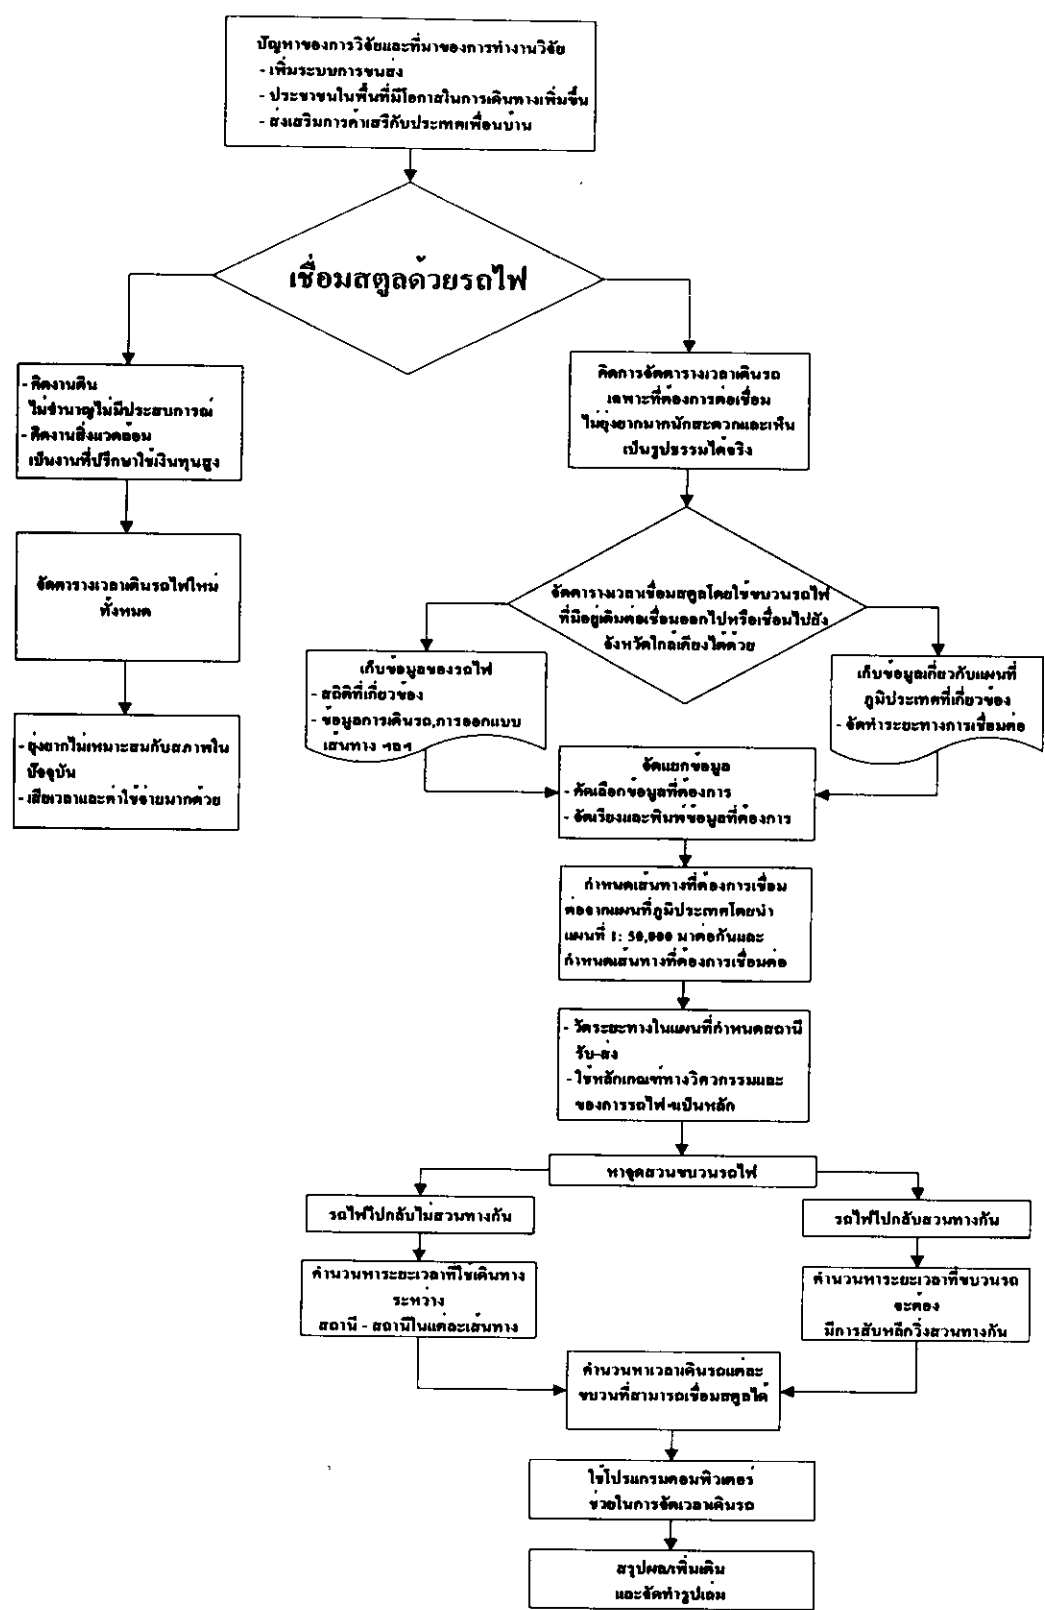 ปัญหาของการวิจัยและที่มาของการทำงานวิจัย
- เพิ่มระบบการขนส่ง
- ประชาชนในพื้นที่มีโอกาสในการเดินทางเพิ่มขึ้น
- ส่งเสริมการค้าเสรีกับประเทศเพื่อนบ้าน
เชื่อมสตูลด้วยรถไฟ
- คิดงานดิน
ไม่ชำนาญไม่มีประสบการณ์
- คิดงานสิ่งแวดล้อม
เป็นงานที่ปรึกษาใช้เงินทุนสูง
จัดตารางเวลาเดินรถไฟใหม่
ทั้งหมด
- ยุ่งยากไม่เหมาะสมกับสภาพใน
ปัจจุบัน
- เสียเวลาและค่าใช้จ่ายมากด้วย
คิดการจัดตารางเวลาเดินรถ
เฉพาะที่ต้องการต่อเชื่อม
ไม่ยุ่งยากมากนักสะดวกและเห็น
เป็นรูปธรรมได้จริง
จัดตารางเวลาเชื่อมสตูลโดยใช้ขบวนรถไฟ
ที่มีอยู่เดิมต่อเชื่อมออกไปหรือเชื่อมไปยัง
จังหวัดใกล้เคียงได้ด้วย
เก็บข้อมูลของรถไฟ
- สถิติที่เกี่ยวข้อง
- ข้อมูลการเดินรถ,การออกแบบ
เส้นทาง ฯลฯ
เก็บข้อมูลเกี่ยวกับแผนที่
ภูมิประเทศที่เกี่ยวข้อง
- จัดทำระยะทางการเชื่อมต่อ
จัดแยกข้อมูล
- คัดเลือกข้อมูลที่ต้องการ
- จัดเรียงและพิมพ์ข้อมูลที่ต้องการ
กำหนดเส้นทางที่ต้องการเชื่อม
ต่อจากแผนที่ภูมิประเทศโดยนำ
แผนที่ 1: 50,000 มาต่อกันและ
กำหนดเส้นทางที่ต้องการเชื่อมต่อ
- วัดระยะทางในแผนที่กำหนดสถานี
รับ-ส่ง
- ใช้หลักเกณฑ์ทางวิศวกรรมและ
ของการรถไฟฯเป็นหลัก
หาจุดสวนขบวนรถไฟ
รถไฟไปกลับไม่สวนทางกัน
รถไฟไปกลับสวนทางกัน
คำนวนหาระยะเวลาที่ใช้เดินทาง
ระหว่าง
สถานี - สถานีในแต่ละเส้นทาง
คำนวนหาระยะเวลาที่ขบวนรถ
จะต้อง
มีการสับหลีกวิ่งสวนทางกัน
คำนวนหาเวลาเดินรถแต่ละ
ขบวนที่สามารถเชื่อมสตูลได้
ใช้โปรแกรมคอมพิวเตอร์
ช่วยในการจัดเวลาเดินรถ
สรุปผลเพิ่มเติม
และจัดทำรูปเล่ม